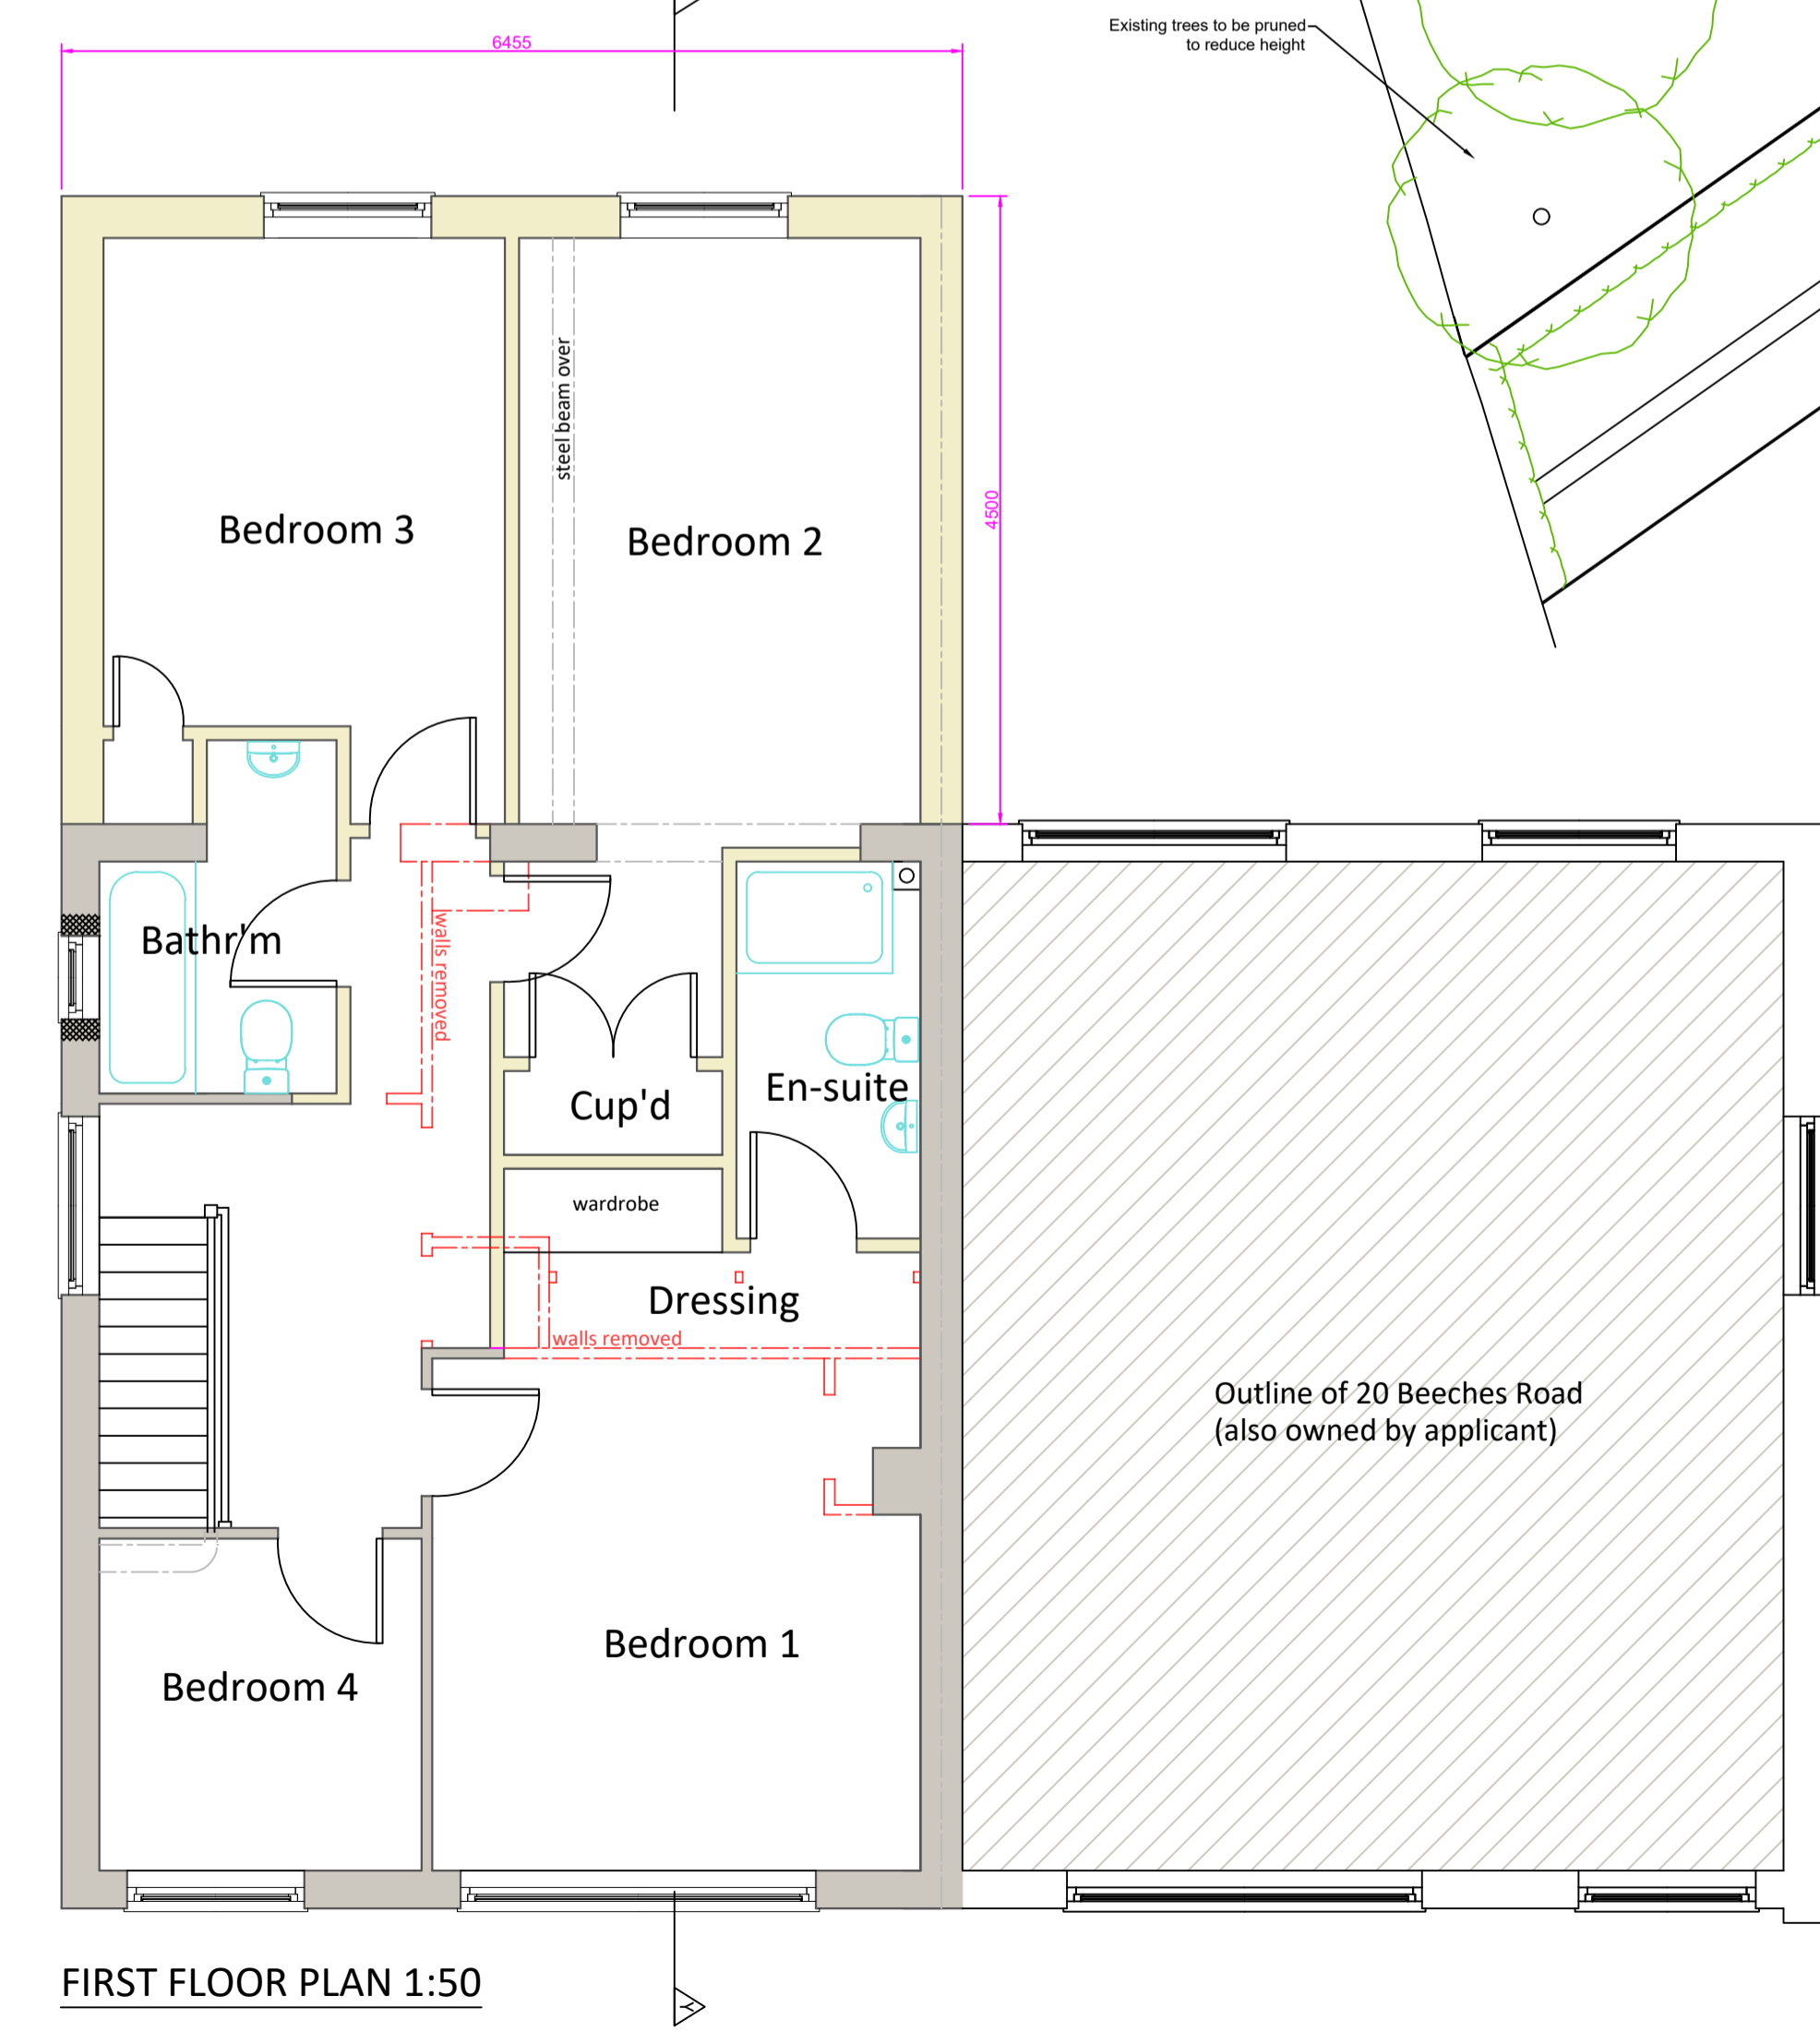 Existing trees to be pruned
to reduce height
6455
steel beam over
4500
Bedroom 3
Bedroom 2
walls removed
Bathr'm
En-suite
Cup'd
wardrobe
Dressing
walls removed
Outline of 20 Beeches Road
(also owned by applicant)
Bedroom 1
Bedroom 4
FIRST FLOOR PLAN 1:50
Y